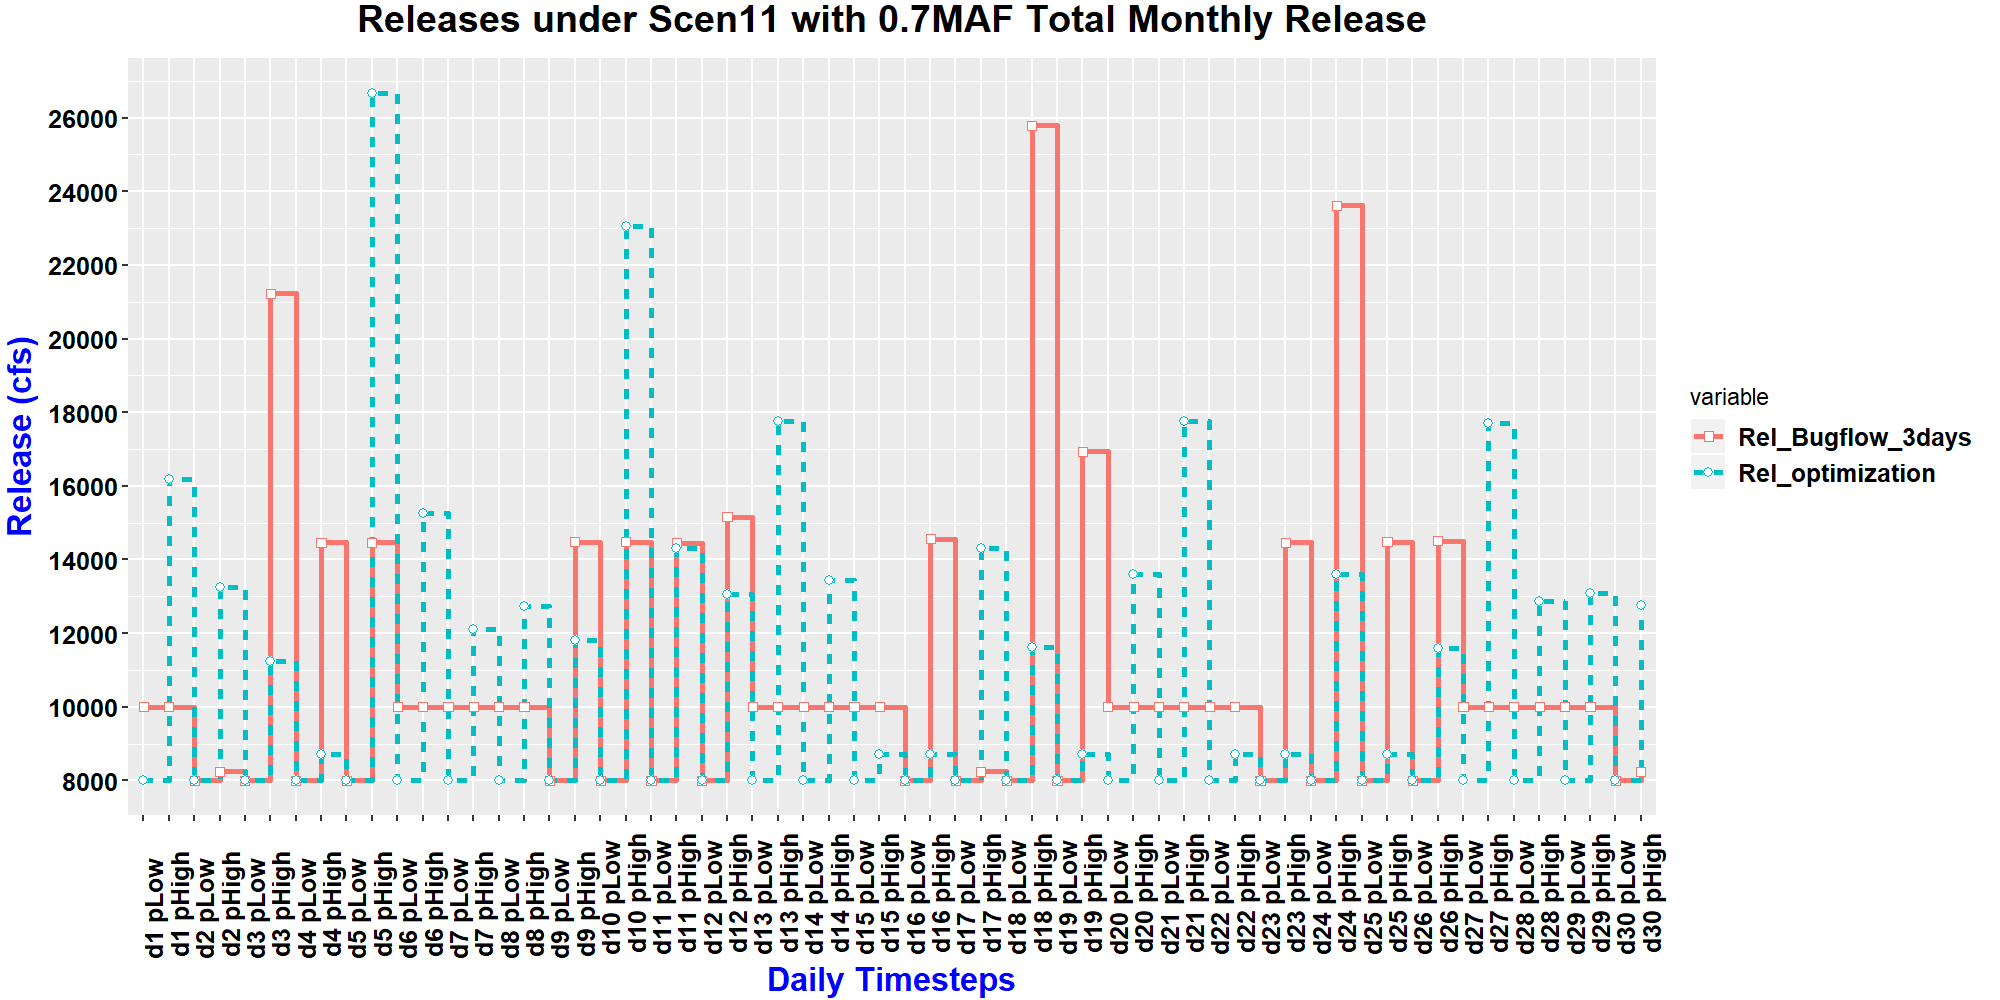 Releases under Scen11 with 0.7MAF Total Monthly Release
Release (cfs)
26000
24000
22000
20000
18000
16000
14000
12000
10000
8000
d1 pLow
d1 pHigh
d2 pLow
d2 pHigh
d3 pLow
d3 pHigh
d4 pLow
d4 pHigh
d5 pLow
d5 pHigh
d6 pLow
d6 pHigh
d7 pLow
d7 pHigh
d8 pLow
d8 pHigh
d9 pLow
d9 pHigh
d10 pLow
d10 pHigh
d11 pLow
d11 pHigh
d12 pLow
d12 pHigh
d13 pLow
d13 pHigh
d14 pLow
d14 pHigh
d15 pLow
d15 pHigh
d16 pLow
d16 pHigh
d17 pLow
d17 pHigh
d18 pLow
d18 pHigh
d19 pLow
d19 pHigh
d20 pLow
d20 pHigh
d21 pLow
d21 pHigh
d22 pLow
d22 pHigh
d23 pLow
d23 pHigh
d24 pLow
d24 pHigh
d25 pLow
d25 pHigh
d26 pLow
d26 pHigh
d27 pLow
d27 pHigh
d28 pLow
d28 pHigh
d29 pLow
d29 pHigh
d30 pLow
d30 pHigh
Daily Timesteps
variable
Rel_Bugflow_3days
Rel_optimization